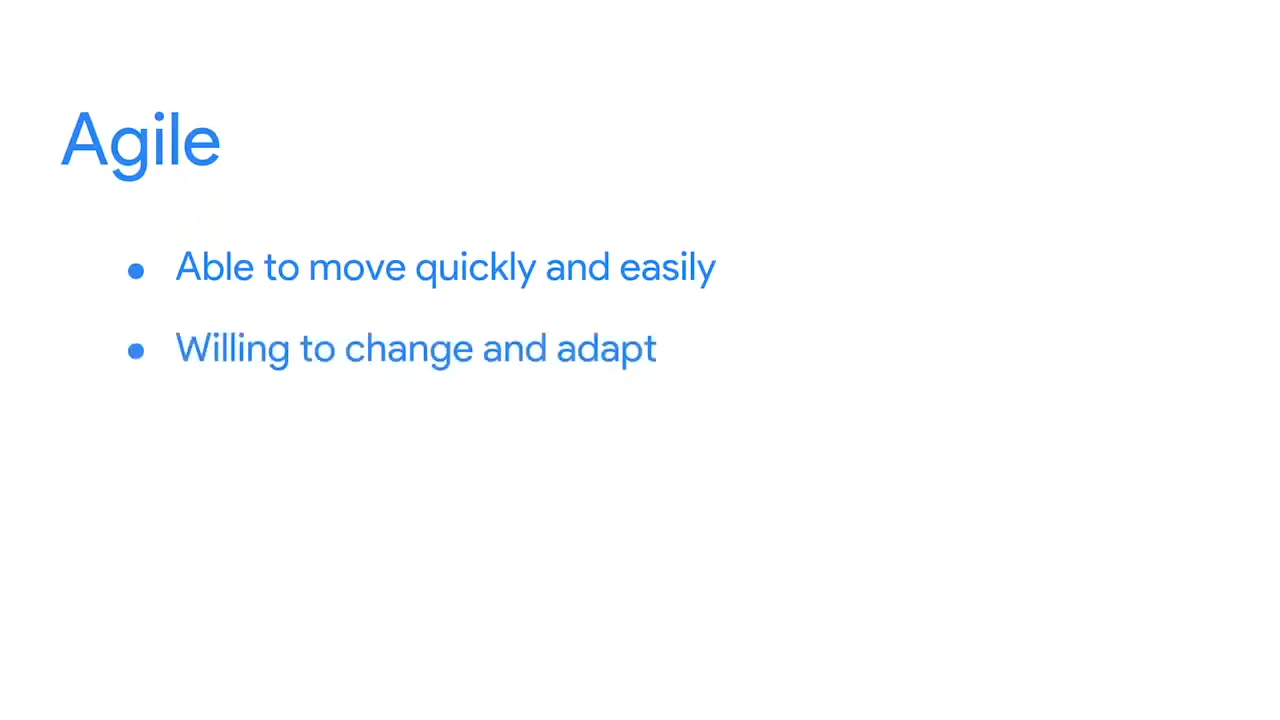 Agile
● Able to move quickly and easily
● Willing to change and adapt